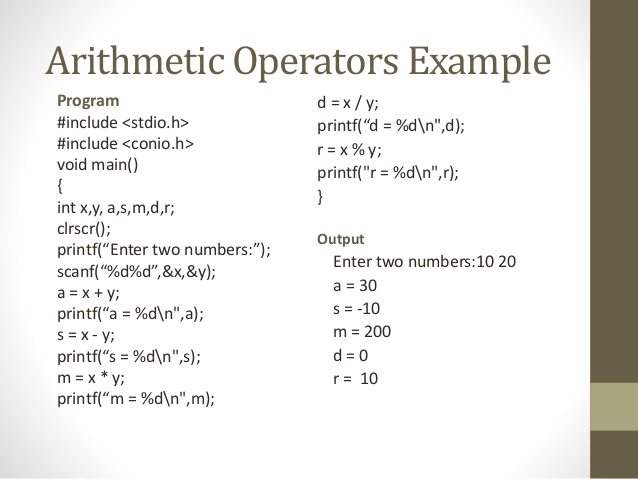 Arithmetic Operators Example
Program
#include <stdio.h>
#include <conio.h>
void main()
{
int x,y, a,s,m,d,r;
clrscr();
printf(“Enter two numbers:”);
scanf(“%d%d”,&x,&y);
a = x + y;
printf(“a = %d\n",a);
s = x - y;
printf(“s = %d\n",s);
m = x * y;
printf(“m = %d\n",m);
d = x / y;
printf(“d = %d\n",d);
r = x % y;
printf("r = %d\n",r);
}
Output
Enter two numbers:10 20
a = 30
s = -10
m = 200
d = 0
r =  10